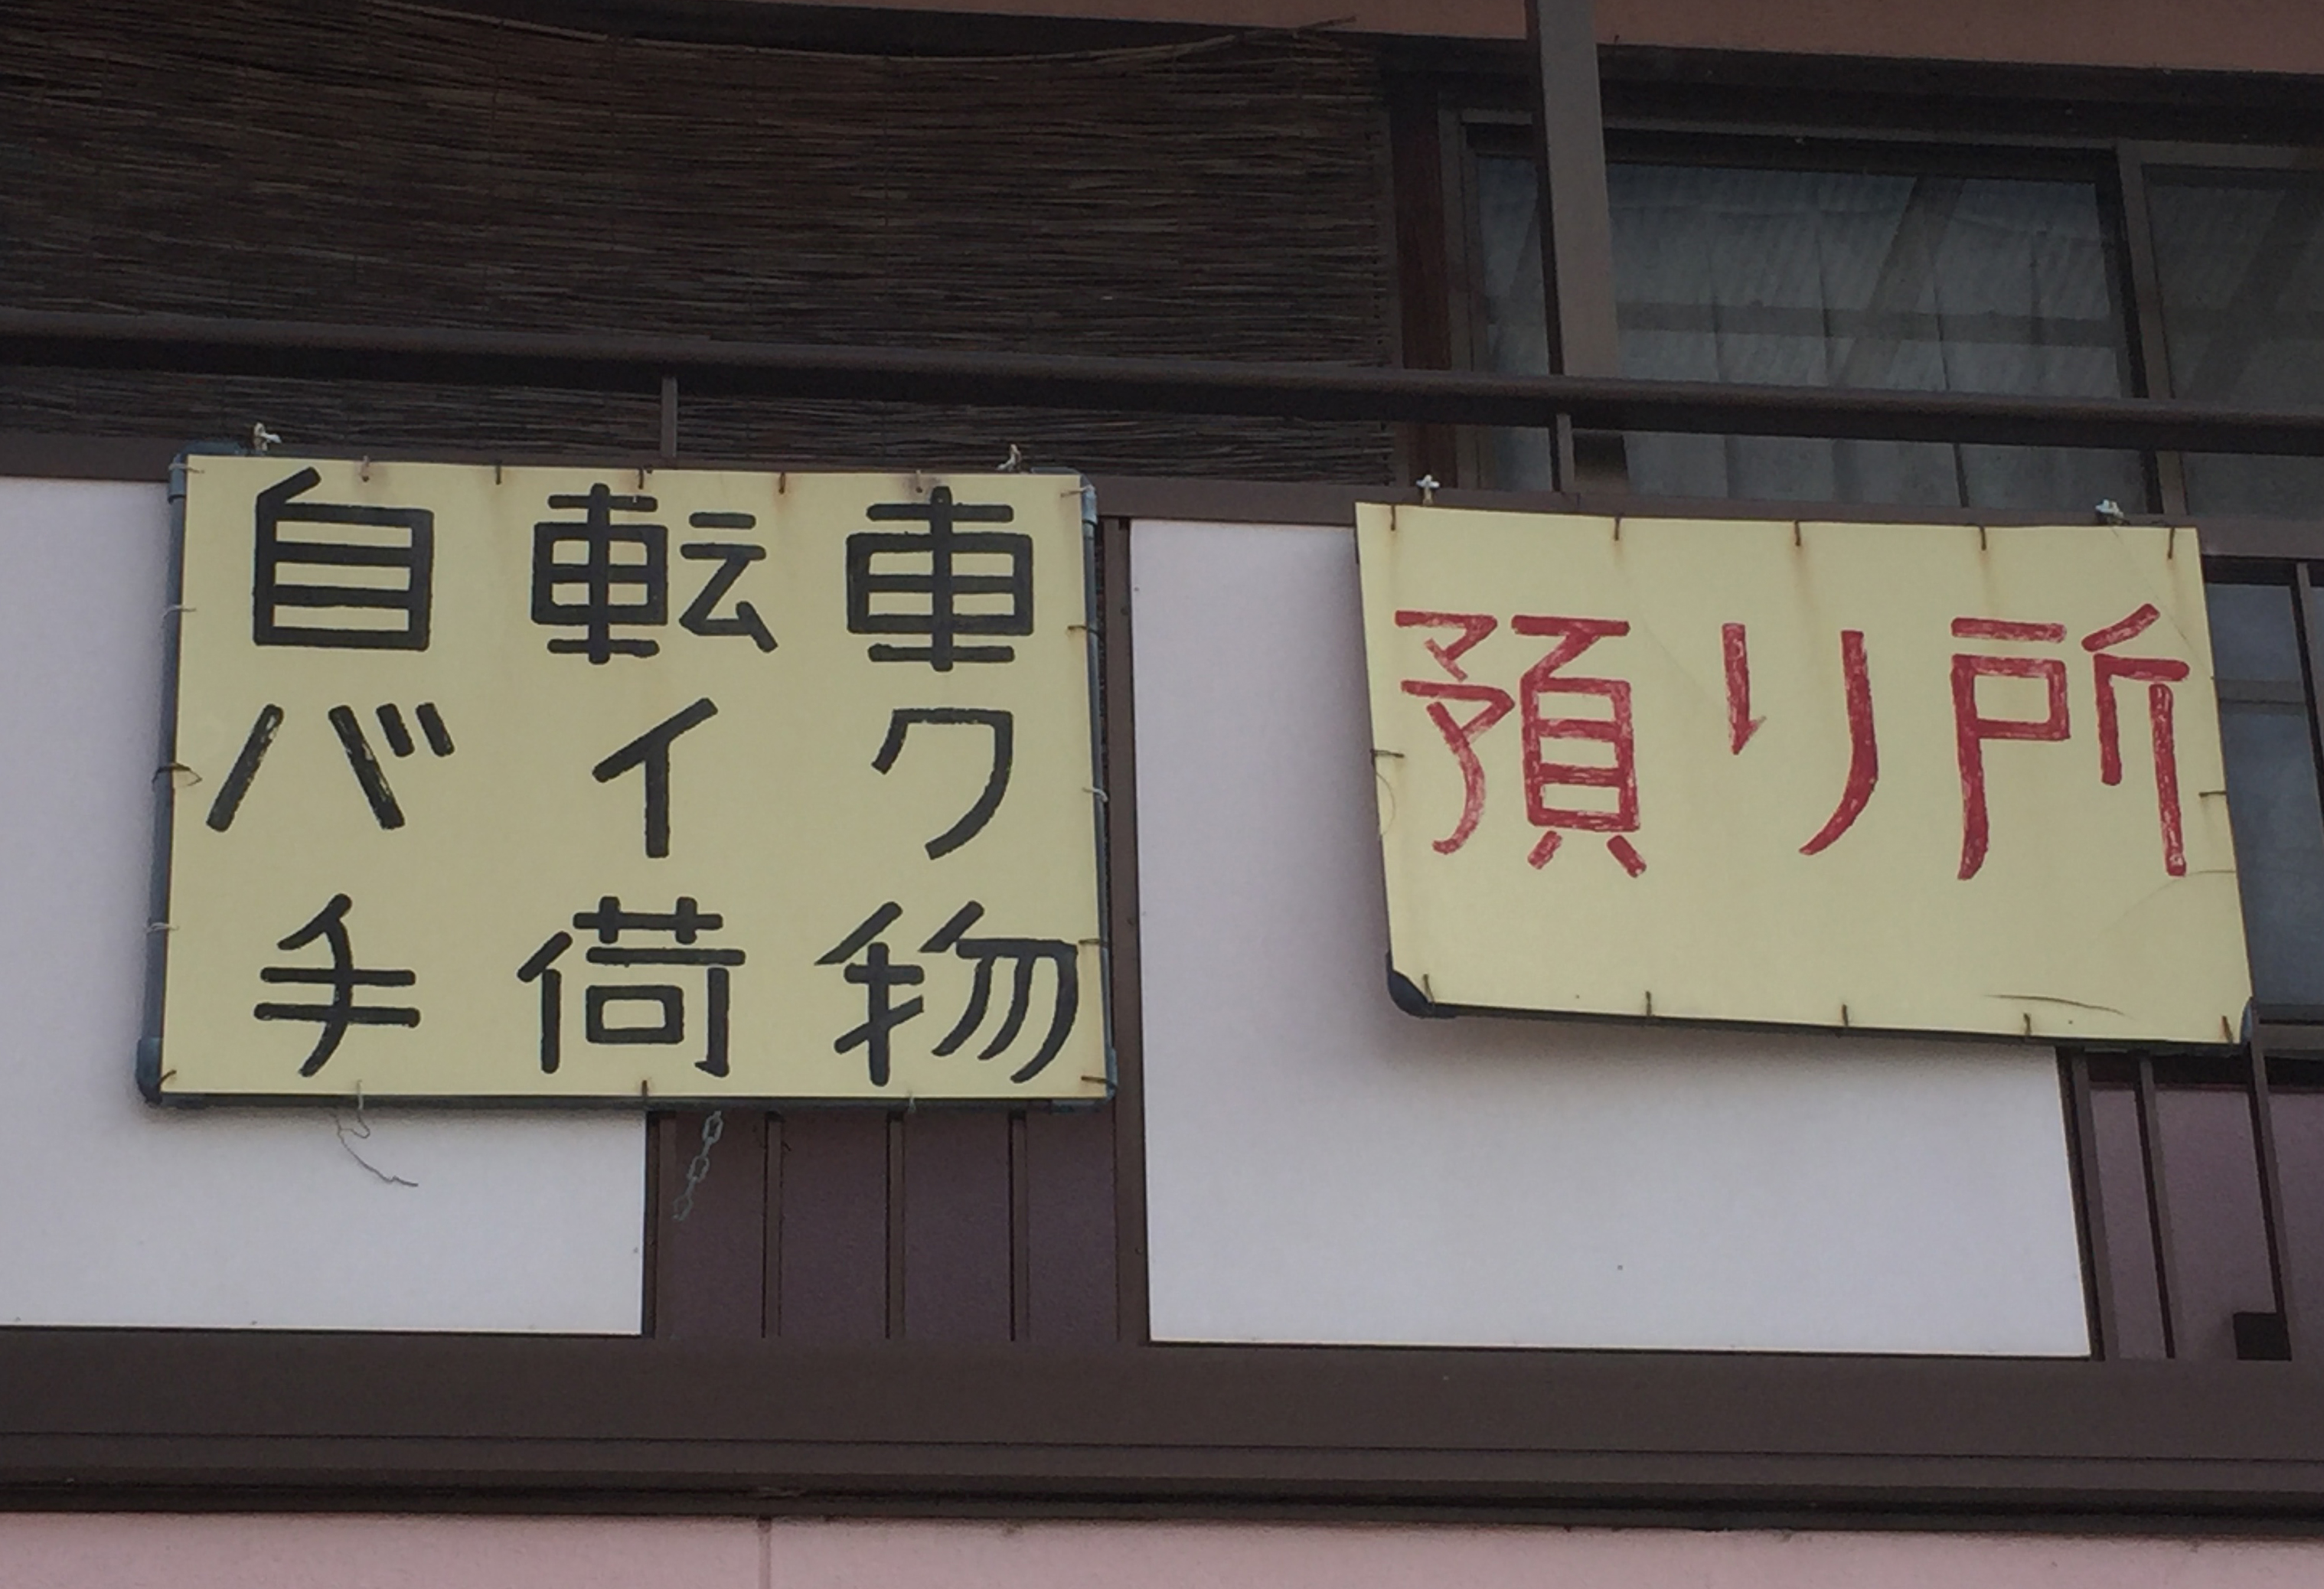 自転車
バイク
手荷物
預り所